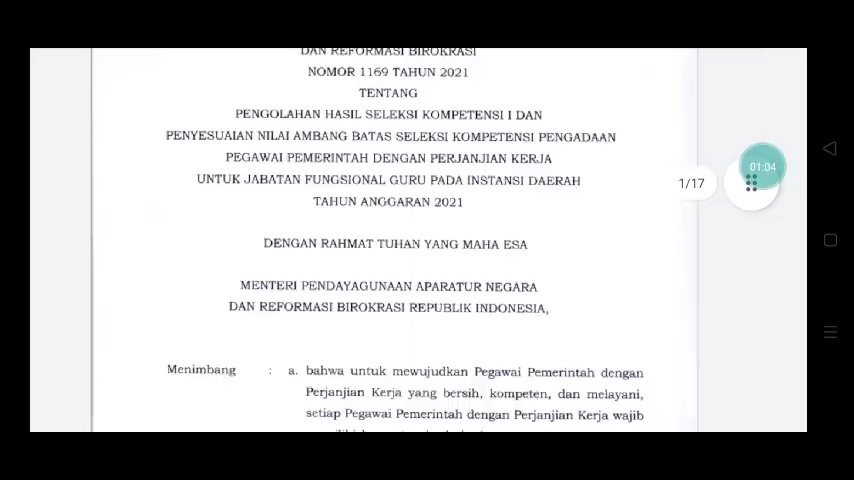 DAN REFORMASI BIROKRASI
NOMOR 1169 TAHUN 2021
TENTANG
PENGOLAHAN HASIL SELEKSI KOMPETENSI I DAN
PENYESUAIAN NILAI AMBANG BATAS SELEKSI KOMPETENSI PENGADAAN
PEGAWAI PEMERINTAH DENGAN PERJANJIAN KERJA
UNTUK JABATAN FUNGSIONAL GURU PADA INSTANSI DAERAH
TAHUN ANGGARAN 2021
DENGAN RAHMAT TUHAN YANG MAHA ESA
MENTERI PENDAYAGUNAAN APARATUR NEGARA
DAN REFORMASI BIROKRASI REPUBLIK INDONESIA,
Menimbang : a. bahwa untuk mewujudkan Pegawai Pemerintah dengan
Perjanjian Kerja yang bersih, kompeten, dan melayani,
setiap Pegawai Pemerintah dengan Perjanjian Kerja wajib
1/17
01:04